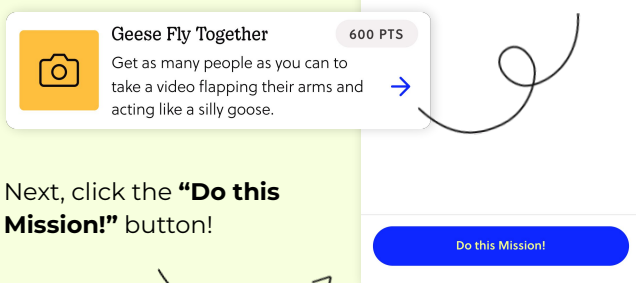 Geese Fly Together
600 PTS
Get as many people as you can to
take a video flapping their arms and
acting like a silly goose.
Next, click the “Do this
Mission!” button!
Do this Mission!